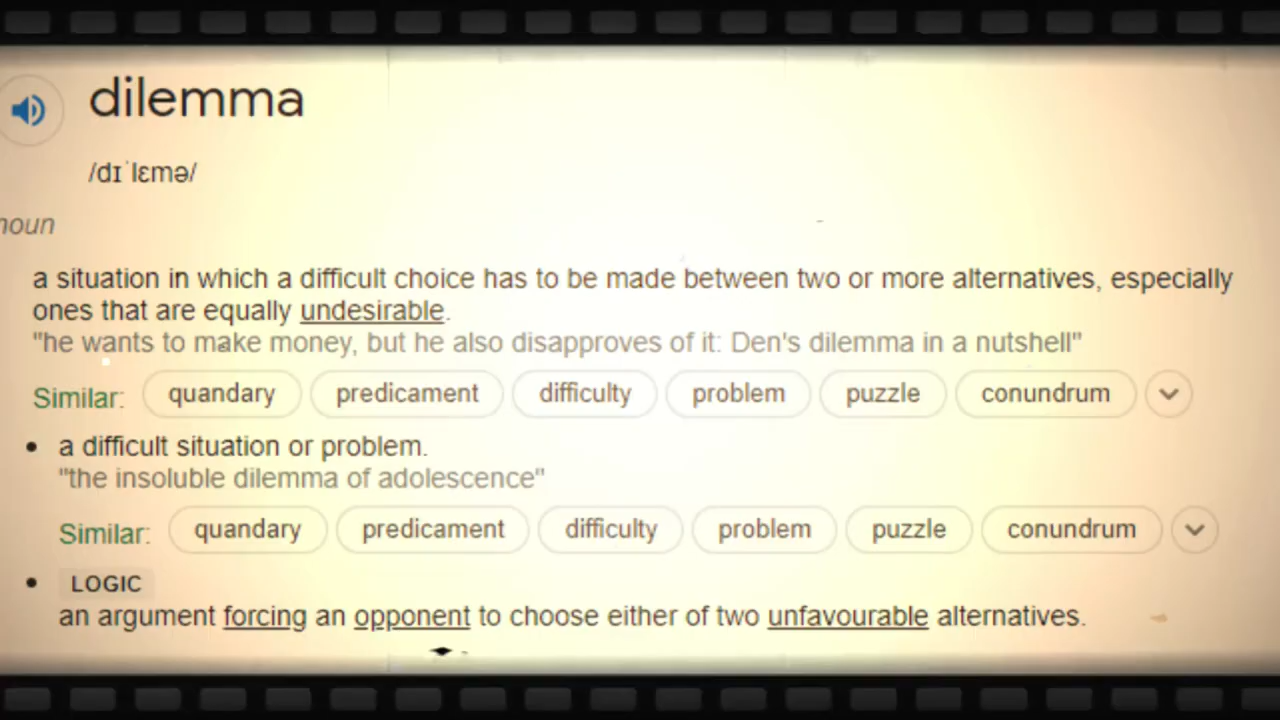 dilemma
/dɪˈlɛmə/
noun
a situation in which a difficult choice has to be made between two or more alternatives, especially
ones that are equally undesirable.
"he wants to make money, but he also disapproves of it: Den's dilemma in a nutshell"
Similar: quandary predicament difficulty problem puzzle conundrum
• a difficult situation or problem.
"the insoluble dilemma of adolescence"
Similar: quandary predicament difficulty problem puzzle conundrum
• LOGIC
an argument forcing an opponent to choose either of two unfavourable alternatives.